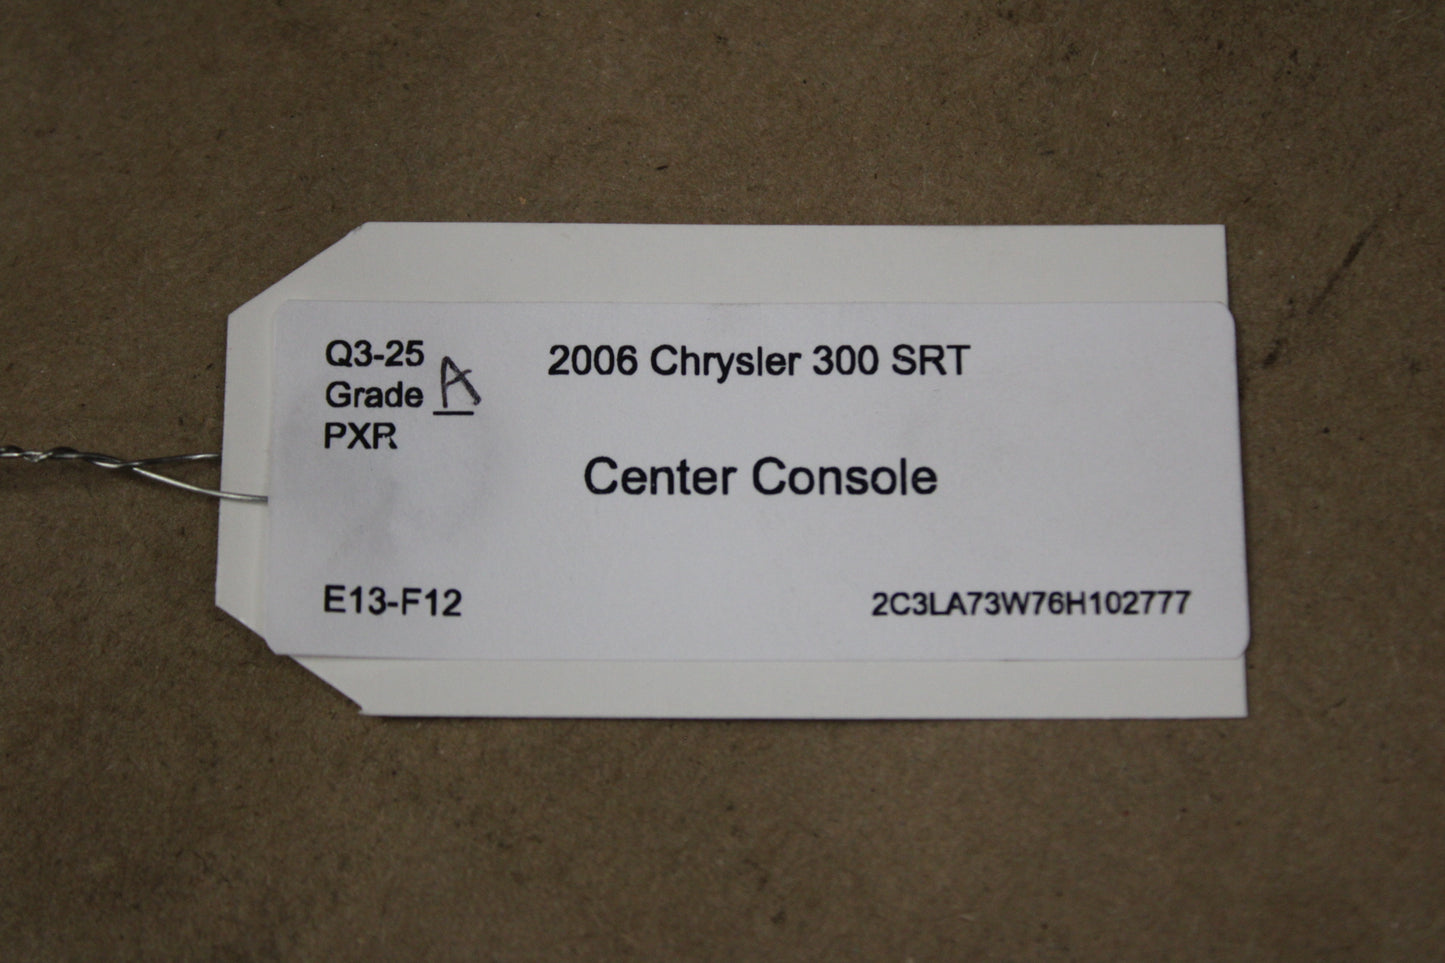 Q3-25
Grade A
PXR
2006 Chrysler 300 SRT
Center Console
E13-F12
2C3LA73W76H102777